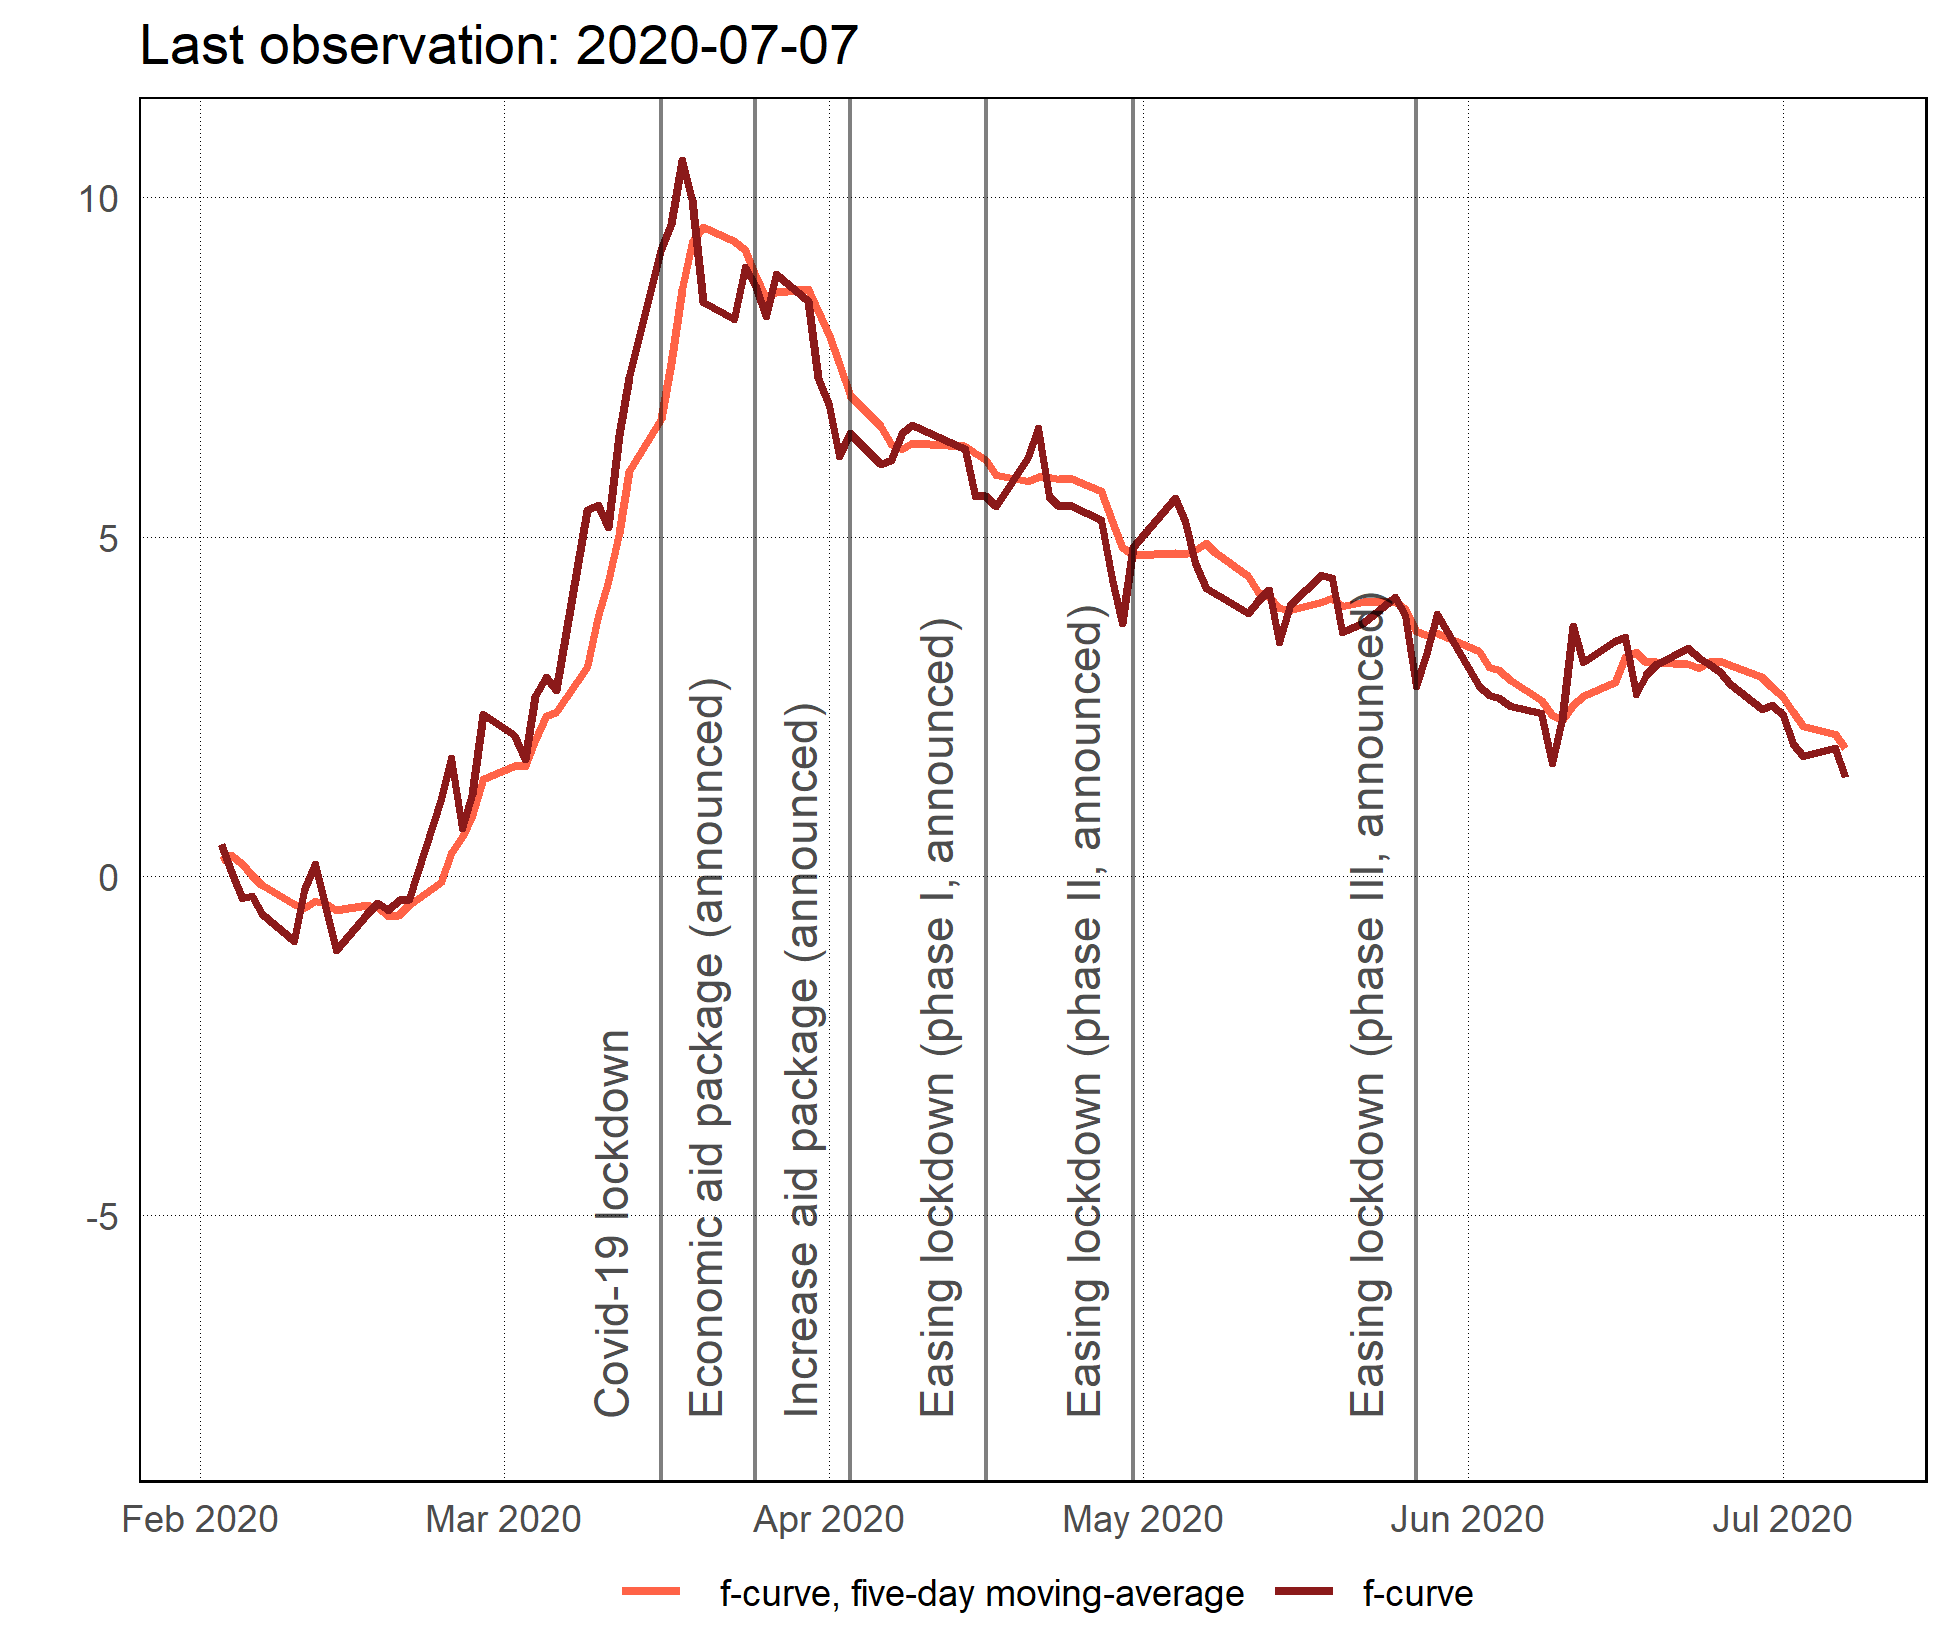 Last observation: 2020-07-07
10
5
0
-5
Covid-19 lockdown
Economic aid package (announced)
Increase aid package (announced)
Easing lockdown (phase I, announced)
Easing lockdown (phase II, announced)
Easing lockdown (phase III, announced)
Feb 2020
Mar 2020
Apr 2020
May 2020
Jun 2020
Jul 2020
f-curve, five-day moving-average
f-curve